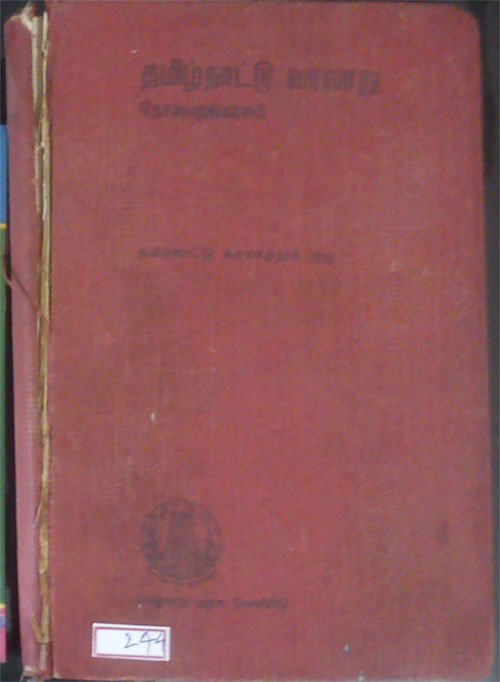 தமிழ்நாட்டு வரலாறு
தொல்பழங்காலம்
தமிழ்நாட்டு வரலாற்றுக் குழு
தமிழ்நாடு அரசு வெளியீடு
244